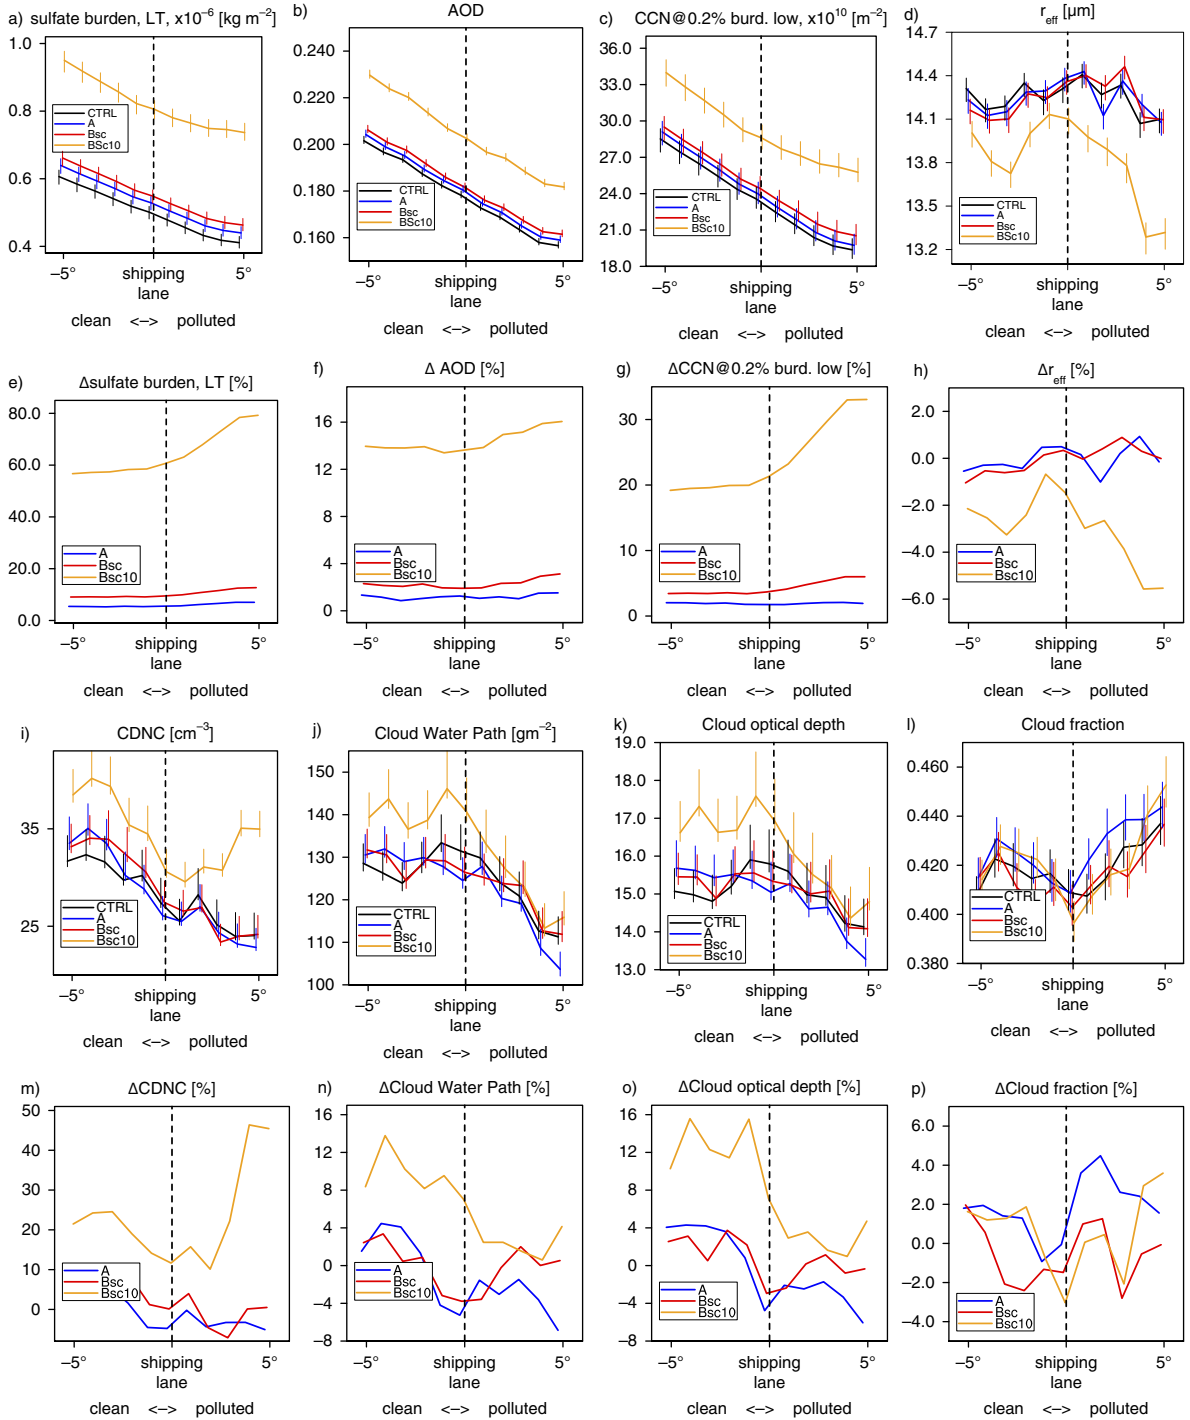 a) sulfate burden, LT, x10⁻⁶ [kg m⁻²]
1.0
0.8
0.6
0.4
CTRL
A
Bsc
BSc10
−5° shipping 5°
lane
clean <−> polluted
b) AOD
0.240
0.220
0.200
0.180
0.160
CTRL
A
Bsc
BSc10
−5° shipping 5°
lane
clean <−> polluted
c) CCN@0.2% burd. low, x10¹⁰ [m⁻²]
36.0
33.0
30.0
27.0
24.0
21.0
18.0
CTRL
A
Bsc
BSc10
−5° shipping 5°
lane
clean <−> polluted
d) r_eff [µm]
14.7
14.4
14.1
13.8
13.5
13.2
CTRL
A
Bsc
BSc10
−5° shipping 5°
lane
clean <−> polluted
e) Δsulfate burden, LT [%]
80.0
60.0
40.0
20.0
0.0
A
Bsc
Bsc10
−5° shipping 5°
lane
clean <−> polluted
f) Δ AOD [%]
16
12
8
4
0
A
Bsc
Bsc10
−5° shipping 5°
lane
clean <−> polluted
g) ΔCCN@0.2% burd. low [%]
30
20
10
0
A
Bsc
Bsc10
−5° shipping 5°
lane
clean <−> polluted
h) Δr_eff [%]
2.0
0.0
−2.0
−4.0
−6.0
A
Bsc
Bsc10
−5° shipping 5°
lane
clean <−> polluted
i) CDNC [cm⁻³]
35
25
CTRL
A
Bsc
Bsc10
−5° shipping 5°
lane
clean <−> polluted
j) Cloud Water Path [gm⁻²]
150
140
130
120
110
100
CTRL
A
Bsc
Bsc10
−5° shipping 5°
lane
clean <−> polluted
k) Cloud optical depth
19.0
18.0
17.0
16.0
15.0
14.0
13.0
CTRL
A
Bsc
Bsc10
−5° shipping 5°
lane
clean <−> polluted
l) Cloud fraction
0.460
0.440
0.420
0.400
0.380
CTRL
A
Bsc
Bsc10
−5° shipping 5°
lane
clean <−> polluted
m) ΔCDNC [%]
50
40
30
20
10
0
A
Bsc
Bsc10
−5° shipping 5°
lane
clean <−> polluted
n) ΔCloud Water Path [%]
16
12
8
4
0
−4
−8
A
Bsc
Bsc10
−5° shipping 5°
lane
clean <−> polluted
o) ΔCloud optical depth [%]
16
12
8
4
0
−4
−8
A
Bsc
Bsc10
−5° shipping 5°
lane
clean <−> polluted
p) ΔCloud fraction [%]
6.0
4.0
2.0
0.0
−2.0
−4.0
A
Bsc
Bsc10
−5° shipping 5°
lane
clean <−> polluted